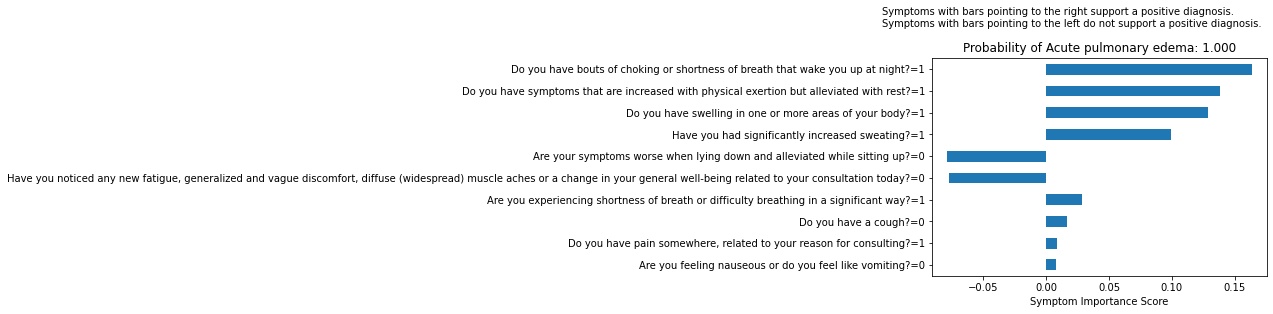 Symptoms with bars pointing to the right support a positive diagnosis.
Symptoms with bars pointing to the left do not support a positive diagnosis.
Probability of Acute pulmonary edema: 1.000
Do you have bouts of choking or shortness of breath that wake you up at night?=1
Do you have symptoms that are increased with physical exertion but alleviated with rest?=1
Do you have swelling in one or more areas of your body?=1
Have you had significantly increased sweating?=1
Are your symptoms worse when lying down and alleviated while sitting up?=0
Have you noticed any new fatigue, generalized and vague discomfort, diffuse (widespread) muscle aches or a change in your general well-being related to your consultation today?=0
Are you experiencing shortness of breath or difficulty breathing in a significant way?=1
Do you have a cough?=0
Do you have pain somewhere, related to your reason for consulting?=1
Are you feeling nauseous or do you feel like vomiting?=0
−0.05 0.00 0.05 0.10 0.15
Symptom Importance Score